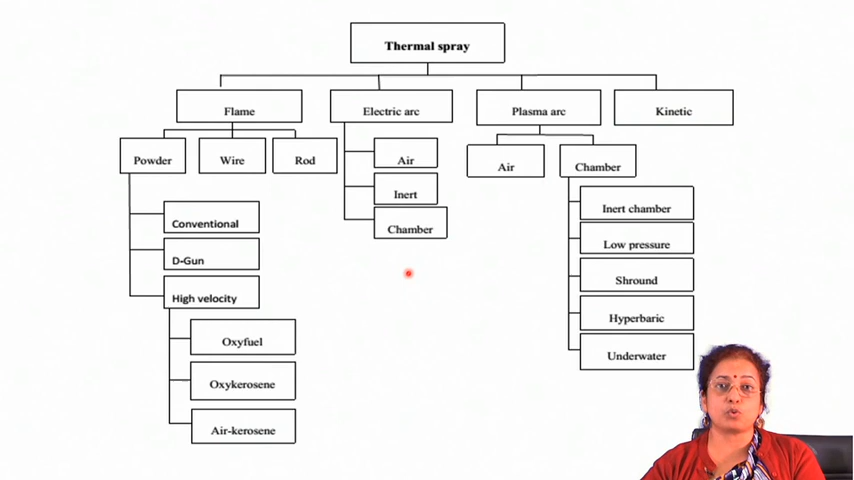 Thermal spray
Flame
Electric arc
Plasma arc
Kinetic
Powder
Wire
Rod
Air
Inert
Chamber
Air
Chamber
Conventional
D-Gun
High velocity
Oxyfuel
Oxykerosene
Air-kerosene
Inert chamber
Low pressure
Shround
Hyperbaric
Underwater